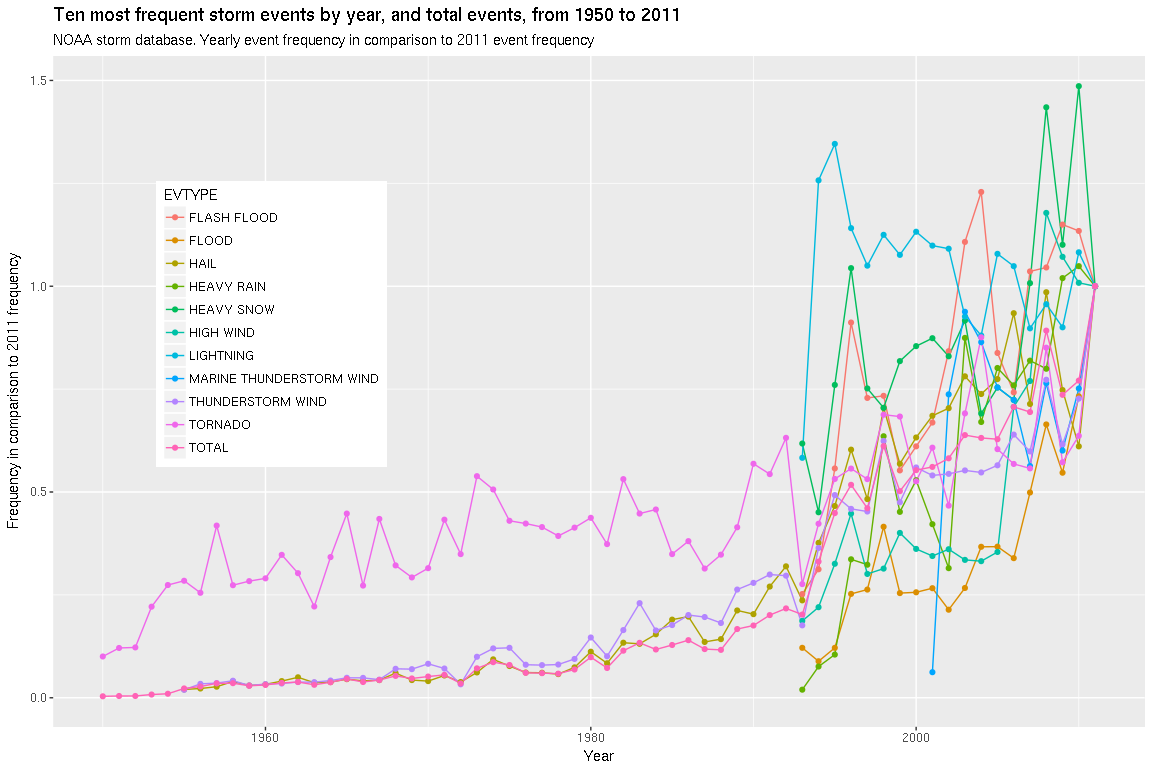 Ten most frequent storm events by year, and total events, from 1950 to 2011
NOAA storm database. Yearly event frequency in comparison to 2011 event frequency
Frequency in comparison to 2011 frequency
1.5
1.0
0.5
0.0
EVTYPE
FLASH FLOOD
FLOOD
HAIL
HEAVY RAIN
HEAVY SNOW
HIGH WIND
LIGHTNING
MARINE THUNDERSTORM WIND
THUNDERSTORM WIND
TORNADO
TOTAL
1960
1980
2000
Year